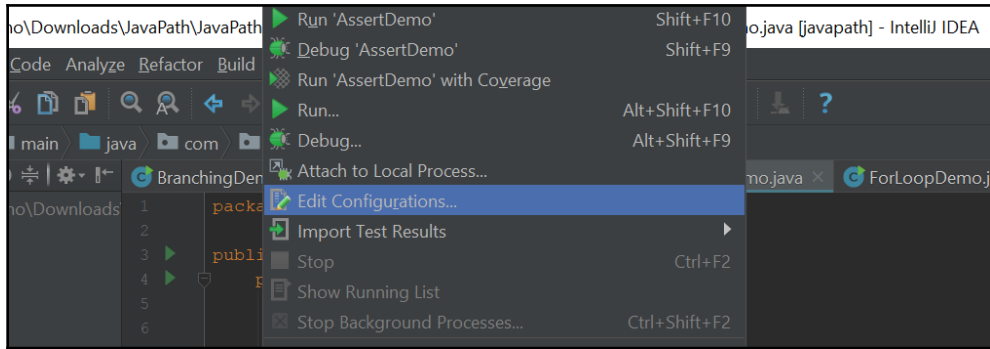 no\Downloads\JavaPath\JavaPath
o.java [javapath] - IntelliJ IDEA
Run 'AssertDemo' Shift+F10
Code Analyze Refactor Build
Debug 'AssertDemo' Shift+F9
Run 'AssertDemo' with Coverage
Run... Alt+Shift+F10
?
main java com
Debug... Alt+Shift+F9
Attach to Local Process...
BranchingDem
mo.java
ForLoopDemo.j
no\Downloads
1 packa
Edit Configurations...
2
Import Test Results
3 publi
Stop Ctrl+F2
4 p
Show Running List
5
6
Stop Background Processes... Ctrl+Shift+F2